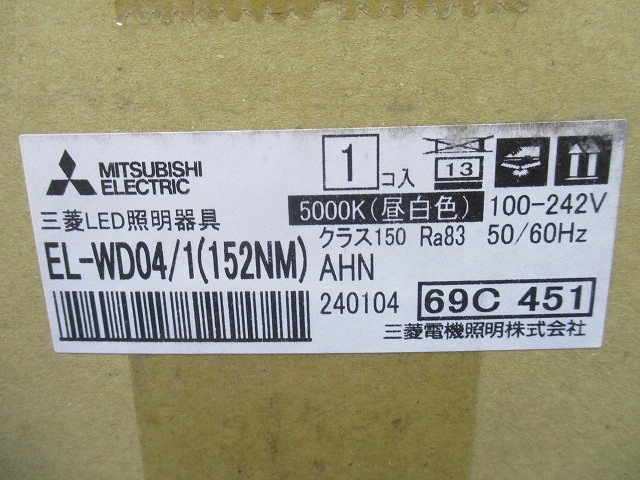 MITSUBISHI
ELECTRIC
1
コ入
13
三菱LED照明器具
5000K(昼白色) 100-242V
クラス150 Ra83 50/60Hz
EL-WD04/1(152NM) AHN
240104 69C 451
三菱電機照明株式会社